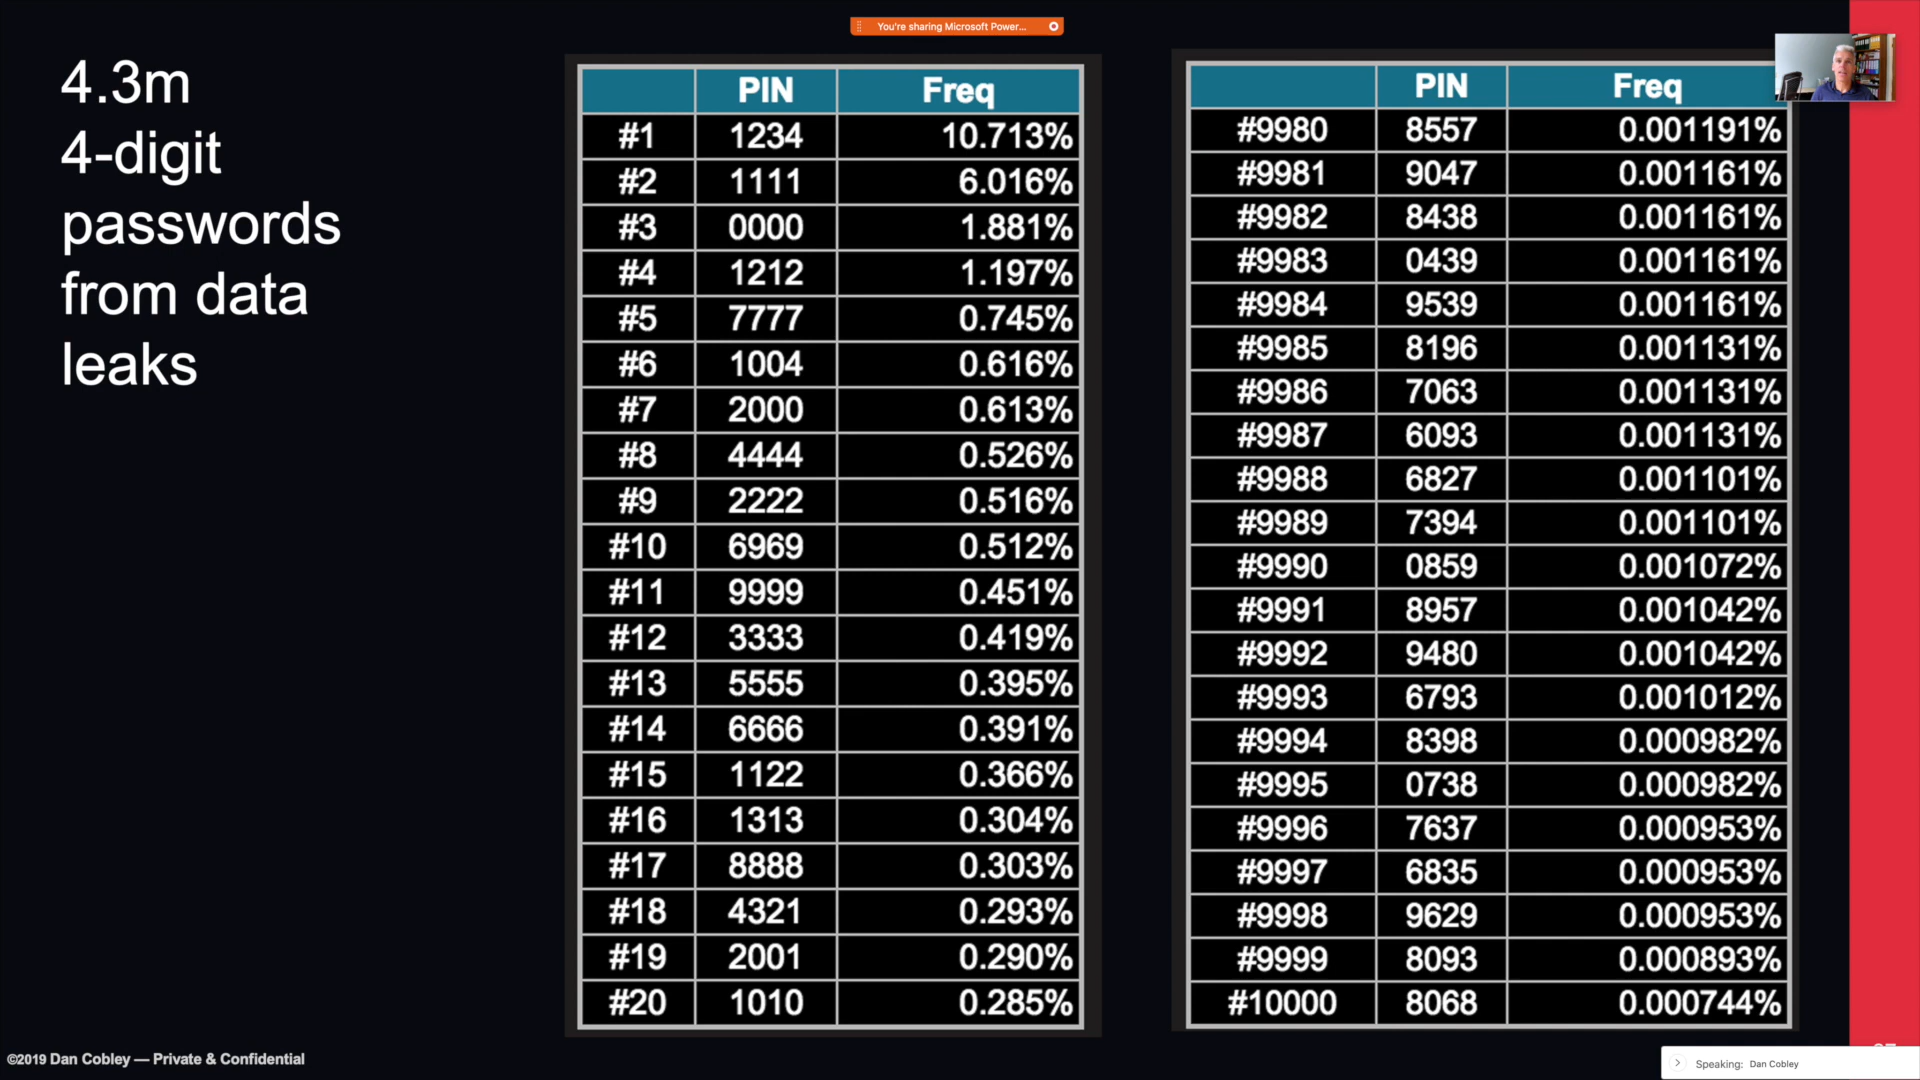 You're sharing Microsoft Power...
4.3m
4-digit
passwords
from data
leaks
PIN Freq
#1 1234 10.713%
#2 1111 6.016%
#3 0000 1.881%
#4 1212 1.197%
#5 7777 0.745%
#6 1004 0.616%
#7 2000 0.613%
#8 4444 0.526%
#9 2222 0.516%
#10 6969 0.512%
#11 9999 0.451%
#12 3333 0.419%
#13 5555 0.395%
#14 6666 0.391%
#15 1122 0.366%
#16 1313 0.304%
#17 8888 0.303%
#18 4321 0.293%
#19 2001 0.290%
#20 1010 0.285%
PIN Freq
#9980 8557 0.001191%
#9981 9047 0.001161%
#9982 8438 0.001161%
#9983 0439 0.001161%
#9984 9539 0.001161%
#9985 8196 0.001131%
#9986 7063 0.001131%
#9987 6093 0.001131%
#9988 6827 0.001101%
#9989 7394 0.001101%
#9990 0859 0.001072%
#9991 8957 0.001042%
#9992 9480 0.001042%
#9993 6793 0.001012%
#9994 8398 0.000982%
#9995 0738 0.000982%
#9996 7637 0.000953%
#9997 6835 0.000953%
#9998 9629 0.000953%
#9999 8093 0.000893%
#10000 8068 0.000744%
©2019 Dan Cobley — Private & Confidential
Speaking: Dan Cobley